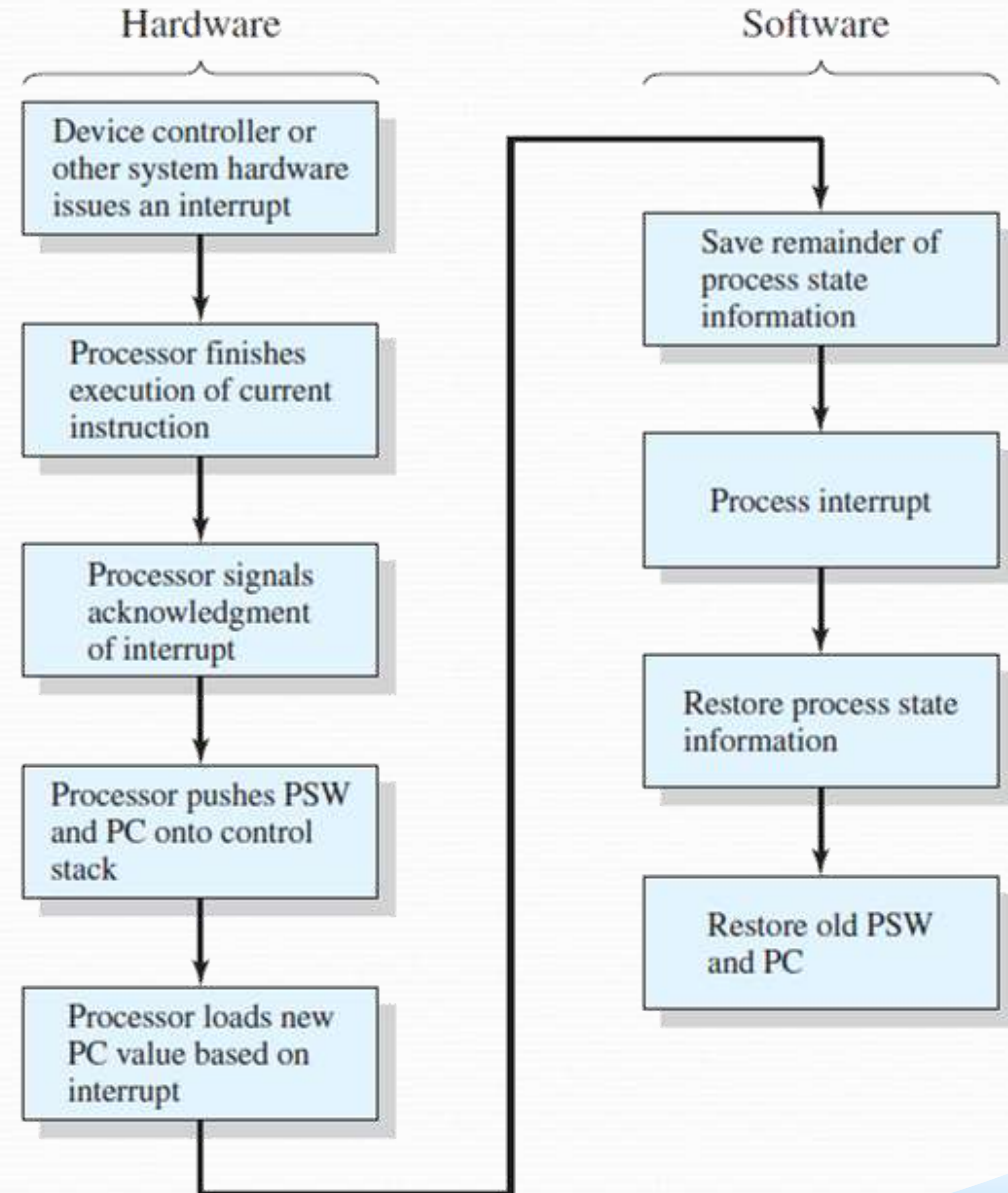 Hardware
Device controller or
other system hardware
issues an interrupt
Processor finishes
execution of current
instruction
Processor signals
acknowledgment
of interrupt
Processor pushes PSW
and PC onto control
stack
Processor loads new
PC value based on
interrupt
Software
Save remainder of
process state
information
Process interrupt
Restore process state
information
Restore old PSW
and PC